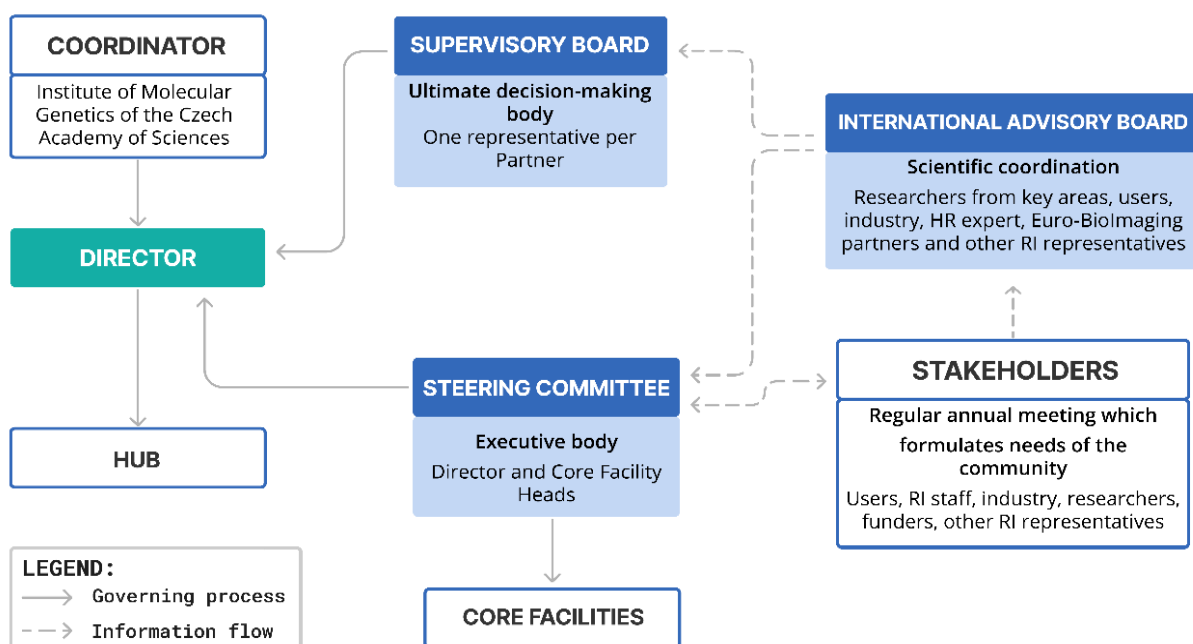 COORDINATOR
Institute of Molecular
Genetics of the Czech
Academy of Sciences
DIRECTOR
HUB
SUPERVISORY BOARD
Ultimate decision-making
body
One representative per
Partner
STEERING COMMITTEE
Executive body
Director and Core Facility
Heads
CORE FACILITIES
INTERNATIONAL ADVISORY BOARD
Scientific coordination
Researchers from key areas, users,
industry, HR expert, Euro-BioImaging
partners and other RI representatives
STAKEHOLDERS
Regular annual meeting which
formulates needs of the
community
Users, RI staff, industry, researchers,
funders, other RI representatives
LEGEND:
Governing process
Information flow